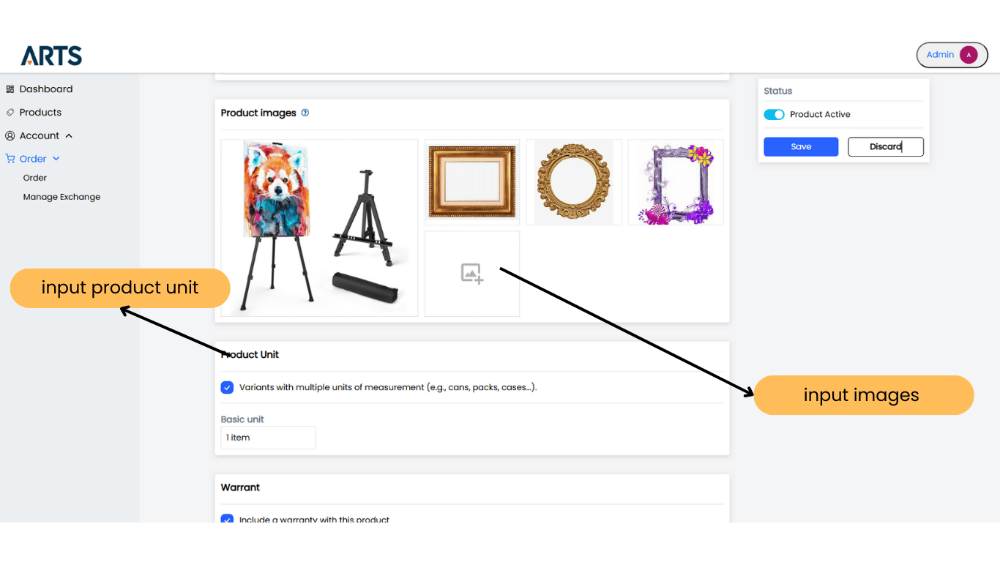 ARTS
Admin
A
Dashboard
Products
Account
Order
Order
Manage Exchange
Product images ?
Status
Product Active
Save
Discard
input product unit
Product Unit
Variants with multiple units of measurement (e.g., cans, packs, cases...).
input images
Basic unit
1 item
Warrant
Include a warranty with this product